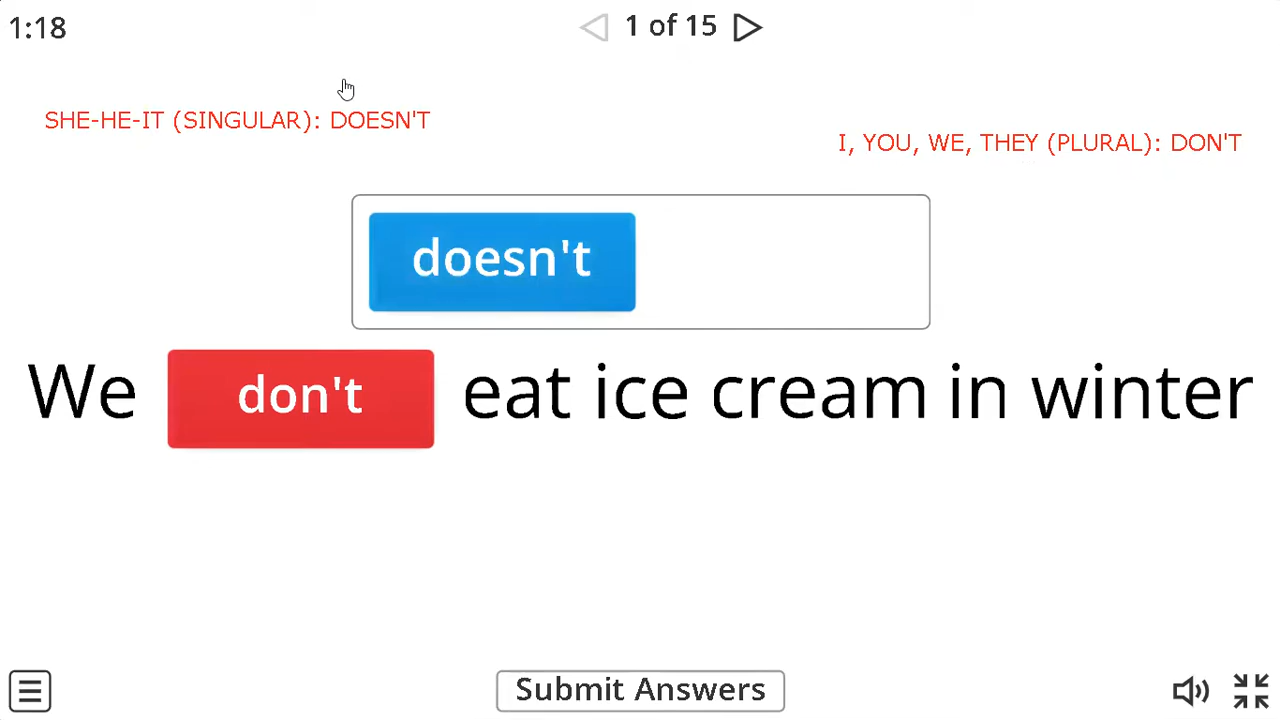 1:18
1 of 15
SHE-HE-IT (SINGULAR): DOESN'T
I, YOU, WE, THEY (PLURAL): DON'T
doesn't
We don't eat ice cream in winter
Submit Answers